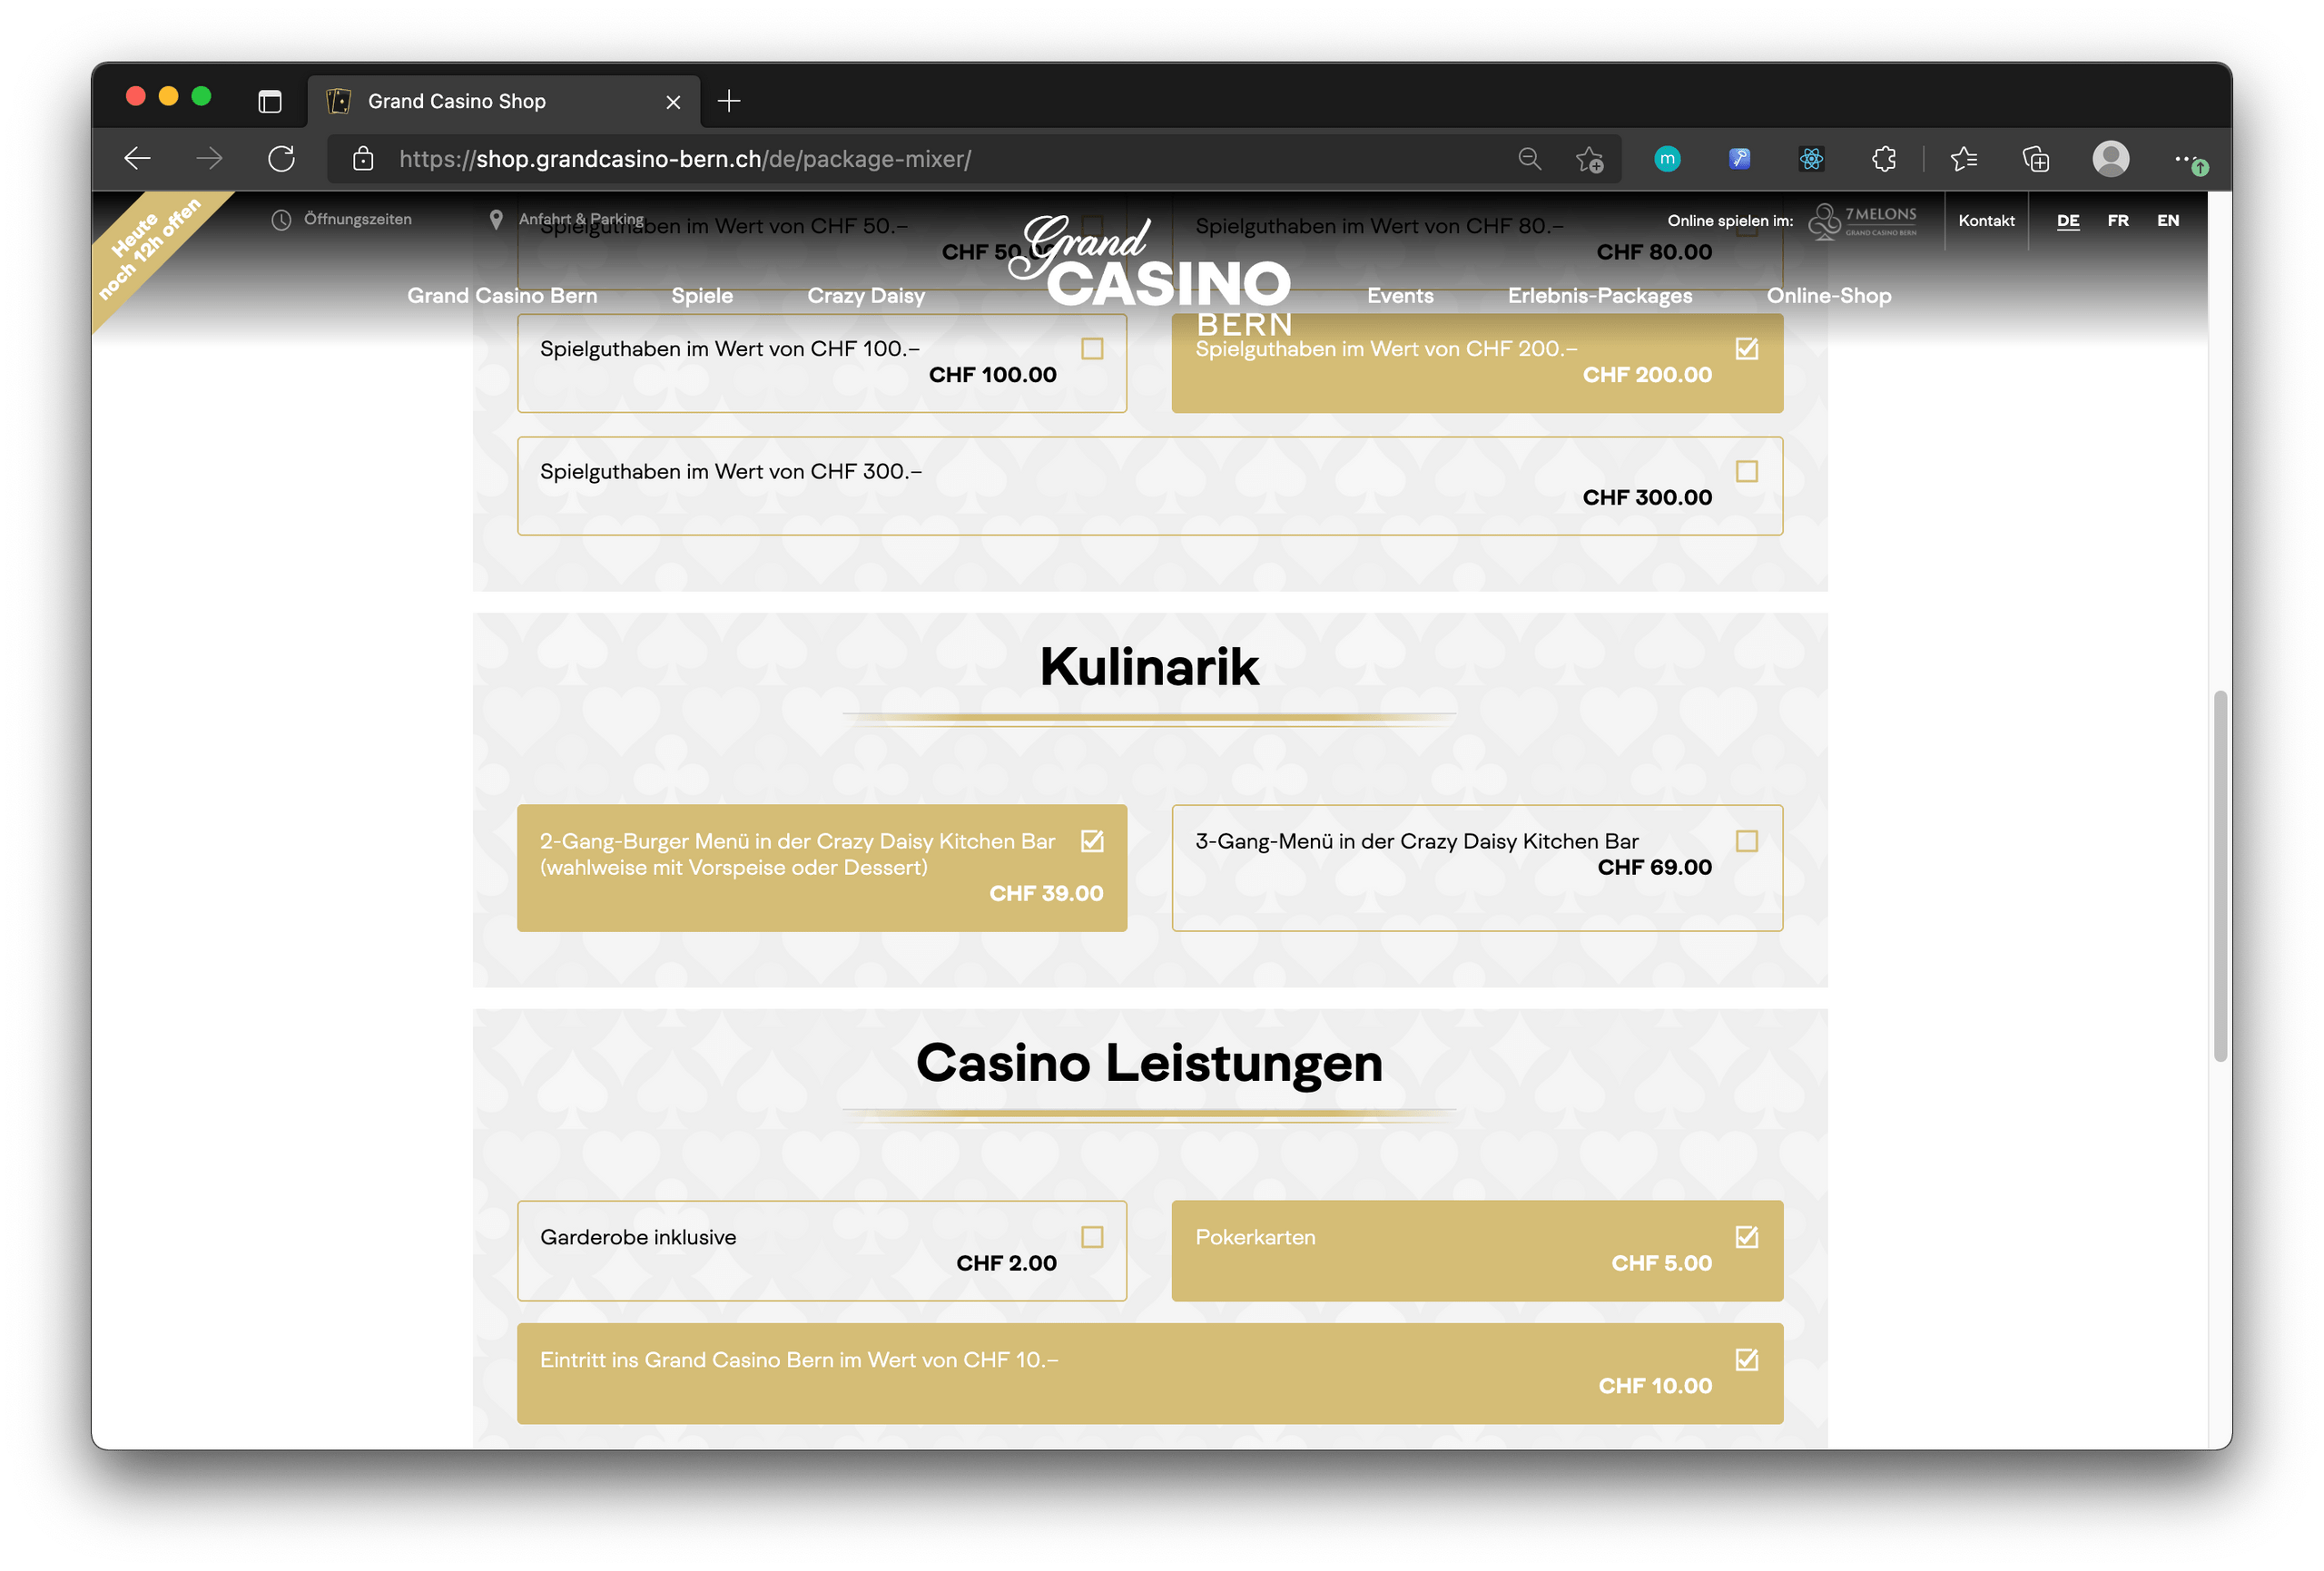 Grand Casino Shop
https://shop.grandcasino-bern.ch/de/package-mixer/
m
Heute
noch 12h offen
Öffnungszeiten
Anfahrt & Parking
Online spielen im:
7 MELONS
GRAND CASINO BERN
Kontakt
DE
FR
EN
Grand Casino Bern
Spiele
Crazy Daisy
Grand
CASINO
BERN
Events
Erlebnis-Packages
Online-Shop
Spielguthaben im Wert von CHF 50.–
CHF 50.00
Spielguthaben im Wert von CHF 80.–
CHF 80.00
Spielguthaben im Wert von CHF 100.–
CHF 100.00
Spielguthaben im Wert von CHF 200.–
CHF 200.00
Spielguthaben im Wert von CHF 300.–
CHF 300.00
Kulinarik
2-Gang-Burger Menü in der Crazy Daisy Kitchen Bar
(wahlweise mit Vorspeise oder Dessert)
CHF 39.00
3-Gang-Menü in der Crazy Daisy Kitchen Bar
CHF 69.00
Casino Leistungen
Garderobe inklusive
CHF 2.00
Pokerkarten
CHF 5.00
Eintritt ins Grand Casino Bern im Wert von CHF 10.–
CHF 10.00